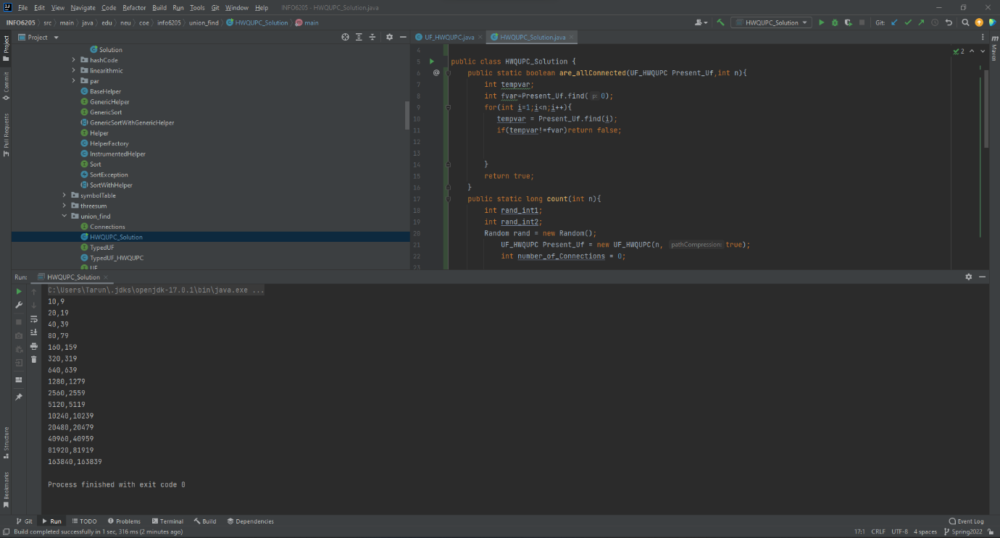 File Edit View Navigate Code Refactor Build Run Tools Git Window Help INFO6205 - HWQUPC_Solution.java
INFO6205 src main java edu neu coe info6205 union_find HWQUPC_Solution main HWQUPC_Solution Git:
Project
UF_HWQUPC.java HWQUPC_Solution.java
Project
Commit
Pull Requests
Structure
Bookmarks
Maven
Solution
hashCode
linearithmic
par
BaseHelper
GenericHelper
GenericSort
GenericSortWithGenericHelper
Helper
HelperFactory
InstrumentedHelper
Sort
SortException
SortWithHelper
symbolTable
threesum
union_find
Connections
HWQUPC_Solution
TypedUF
TypedUF_HWQUPC
UF
2
4
5 public class HWQUPC_Solution {
6 @ public static boolean are_allConnected(UF_HWQUPC Present_Uf,int n){
7 int tempvar;
8 int fvar=Present_Uf.find( p: 0);
9 for(int i=1;i<n;i++){
10 tempvar = Present_Uf.find(i);
11 if(tempvar!=fvar)return false;
12
13
14 }
15 return true;
16 }
17 public static long count(int n){
18 int rand_int1;
19 int rand_int2;
20 Random rand = new Random();
21 UF_HWQUPC Present_Uf = new UF_HWQUPC(n, pathCompression: true);
22 int number_of_Connections = 0;
23
Run: HWQUPC_Solution
C:\Users\Tarun\.jdks\openjdk-17.0.1\bin\java.exe ...
10,9
20,19
40,39
80,79
160,159
320,319
640,639
1280,1279
2560,2559
5120,5119
10240,10239
20480,20479
40960,40959
81920,81919
163840,163839
Process finished with exit code 0
Git Run TODO Problems Terminal Build Dependencies Event Log
Build completed successfully in 1 sec, 316 ms (2 minutes ago) 17:1 CRLF UTF-8 4 spaces Spring2022